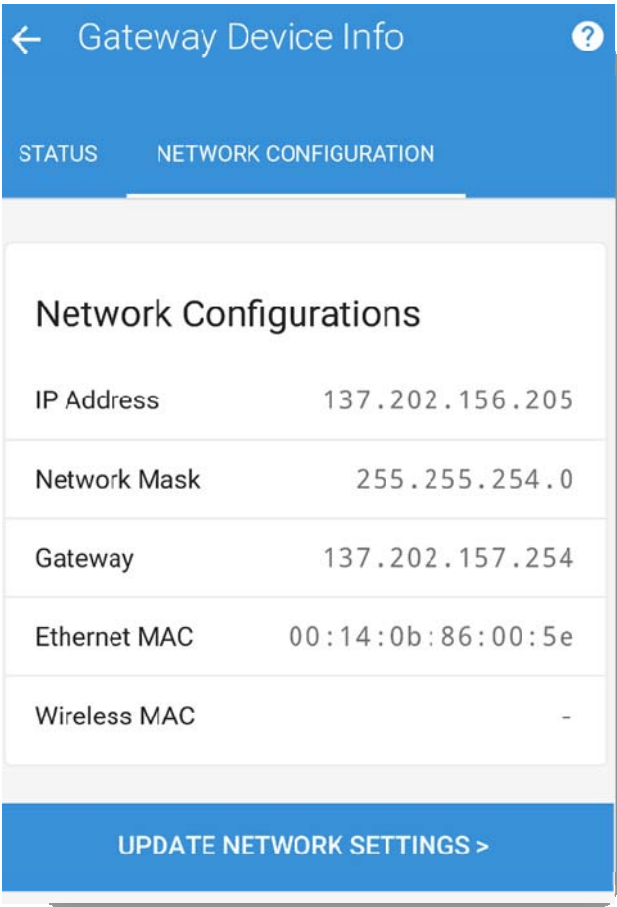 Gateway Device Info
?
STATUS NETWORK CONFIGURATION
Network Configurations
IP Address 137.202.156.205
Network Mask 255.255.254.0
Gateway 137.202.157.254
Ethernet MAC 00:14:0b:86:00:5e
Wireless MAC -
UPDATE NETWORK SETTINGS >